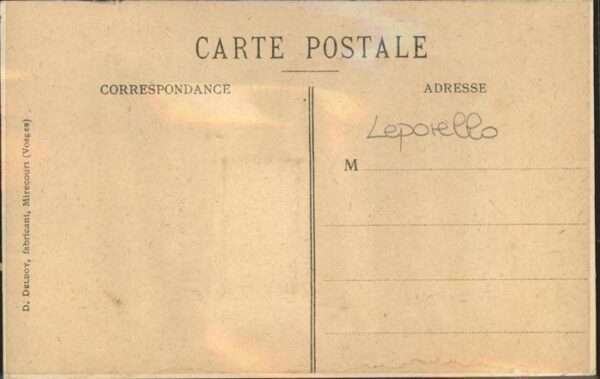 CARTE POSTALE
CORRESPONDANCE
ADRESSE
Leporello
M
D. Delboy, fabricant, Mirecourt (Vosges)